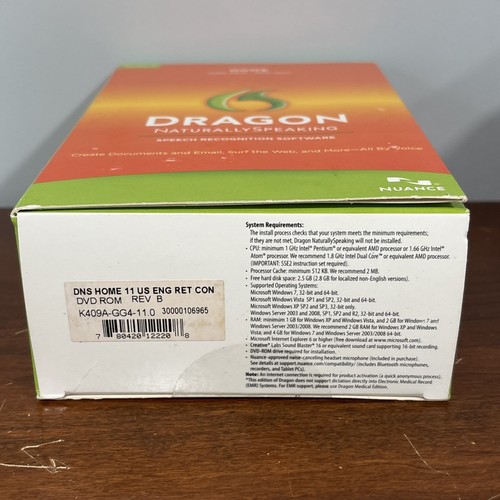 HOME
DRAGON
NATURALLYSPEAKING
SPEECH RECOGNITION SOFTWARE
Create Documents and Email, Surf the Web, and More—All By Voice
NUANCE
DNS HOME 11 US ENG RET CON
DVD ROM REV B
K409A-GG4-11.0 30000106965
7 80420 12220 8
System Requirements:
The install process checks that your system meets the minimum requirements;
if they are not met, Dragon NaturallySpeaking will not be installed.
• CPU: minimum 1 GHz Intel® Pentium® or equivalent AMD processor or 1.66 GHz Intel®
Atom® processor. We recommend 1.8 GHz Intel Dual Core™ or equivalent AMD processor.
(IMPORTANT: SSE2 instruction set required).
• Processor Cache: minimum 512 KB. We recommend 2 MB.
• Free hard disk space: 2.5 GB (2.8 GB for localized non-English versions).
• Supported Operating Systems:
Microsoft Windows 7, 32-bit and 64-bit.
Microsoft Windows Vista SP1 and SP2, 32-bit and 64-bit.
Microsoft Windows XP SP2 and SP3, 32-bit only.
Windows Server 2003 and 2008, SP1, SP2 and R2, 32-bit and 64-bit.
• RAM: minimum 1 GB for Windows XP and Windows Vista, and 2 GB for Windows 7 and
Windows Server 2003/2008. We recommend 2 GB RAM for Windows XP and Windows
Vista, and 4 GB for Windows 7 and Windows Server 2003/2008 64-bit.
• Microsoft Internet Explorer 6 or higher (free download at www.microsoft.com).
• Creative® Labs Sound Blaster® 16 or equivalent sound card supporting 16-bit recording.
• DVD-ROM drive required for installation.
• Nuance-approved noise-canceling headset microphone (included in purchase).
See details at support.nuance.com/compatibility/ (includes Bluetooth microphones,
recorders, and Tablet PCs).
Note: An Internet connection is required for product activation (a quick anonymous process).
*This edition of Dragon does not support dictation directly into Electronic Medical Record
(EMR) Systems. For EMR support, please use Dragon Medical Edition.